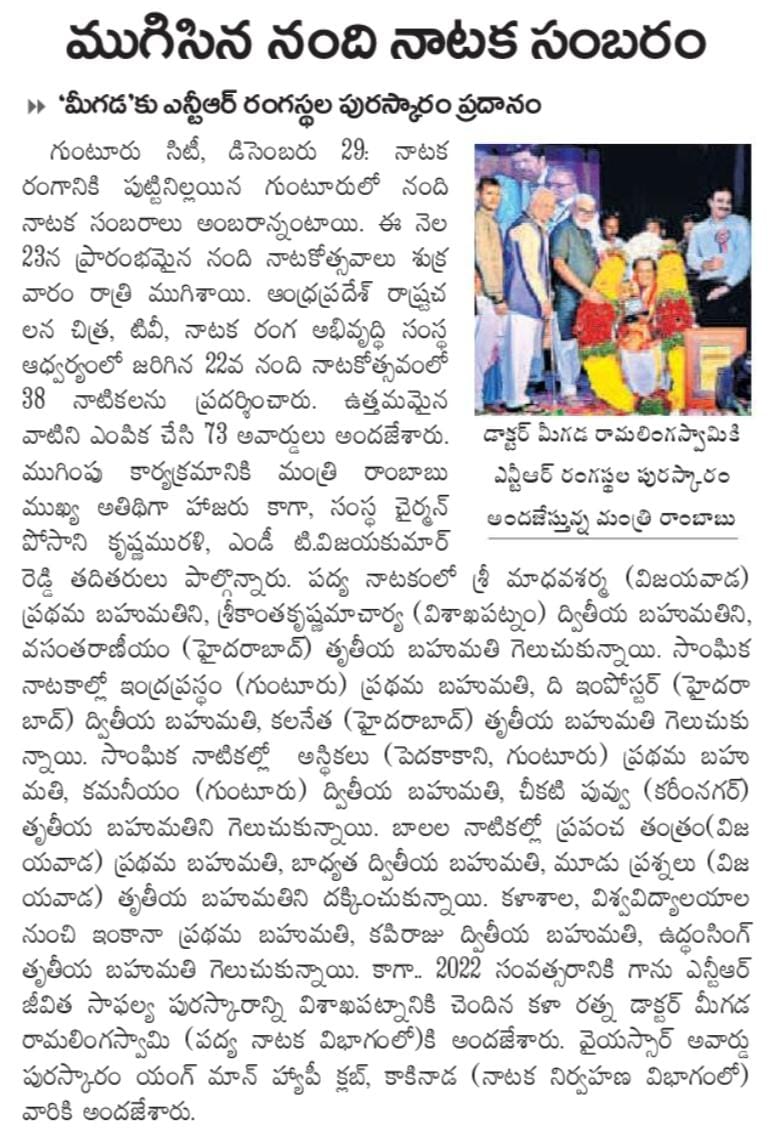 ముగిసిన నంది నాటక సంబరం
‘మీగడ’కు ఎన్టీఆర్ రంగస్థల పురస్కారం ప్రదానం
గుంటూరు సిటీ, డిసెంబరు 29: నాటక
రంగానికి పుట్టినిల్లయిన గుంటూరులో నంది
నాటక సంబరాలు అంబరాన్నంటాయి. ఈ నెల
23న ప్రారంభమైన నంది నాటకోత్సవాలు శుక్ర
వారం రాత్రి ముగిశాయి. ఆంధ్రప్రదేశ్ రాష్ట్రచ
లన చిత్ర, టివీ, నాటక రంగ అభివృద్ధి సంస్థ
ఆధ్వర్యంలో జరిగిన 22వ నంది నాటకోత్సవంలో
38 నాటికలను ప్రదర్శించారు. ఉత్తమమైన
వాటిని ఎంపిక చేసి 73 అవార్డులు అందజేశారు.
ముగింపు కార్యక్రమానికి మంత్రి రాంబాబు
ముఖ్య అతిథిగా హాజరు కాగా, సంస్థ చైర్మన్
పోసాని కృష్ణమురళి, ఎండీ టి.విజయకుమార్
రెడ్డి తదితరులు పాల్గొన్నారు. పద్య నాటకంలో శ్రీ మాధవశర్మ (విజయవాడ)
ప్రథమ బహుమతిని, శ్రీకాంతకృష్ణమాచార్య (విశాఖపట్నం) ద్వితీయ బహుమతిని,
వసంతరాణీయం (హైదరాబాద్) తృతీయ బహుమతి గెలుచుకున్నాయి. సాంఘిక
నాటకాల్లో ఇంద్రప్రస్థం (గుంటూరు) ప్రథమ బహుమతి, ది ఇంపోస్టర్ (హైదరా
బాద్) ద్వితీయ బహుమతి, కలనేత (హైదరాబాద్) తృతీయ బహుమతి గెలుచుకు
న్నాయి. సాంఘిక నాటికల్లో అస్థికలు (పెదకాకాని, గుంటూరు) ప్రథమ బహు
మతి, కమనీయం (గుంటూరు) ద్వితీయ బహుమతి, చీకటి పువ్వు (కరీంనగర్)
తృతీయ బహుమతిని గెలుచుకున్నాయి. బాలల నాటికల్లో ప్రపంచ తంత్రం(విజ
యవాడ) ప్రథమ బహుమతి, బాధ్యత ద్వితీయ బహుమతి, మూడు ప్రశ్నలు (విజ
యవాడ) తృతీయ బహుమతిని దక్కించుకున్నాయి. కళాశాల, విశ్వవిద్యాలయాల
నుంచి ఇంకానా ప్రథమ బహుమతి, కపిరాజు ద్వితీయ బహుమతి, ఉద్ధంసింగ్
తృతీయ బహుమతి గెలుచుకున్నాయి. కాగా.. 2022 సంవత్సరానికి గాను ఎన్టీఆర్
జీవిత సాఫల్య పురస్కారాన్ని విశాఖపట్నానికి చెందిన కళా రత్న డాక్టర్ మీగడ
రామలింగస్వామి (పద్య నాటక విభాగంలో)కి అందజేశారు. వైయస్సార్ అవార్డు
పురస్కారం యంగ్ మాన్ హ్యాపీ క్లబ్, కాకినాడ (నాటక నిర్వహణ విభాగంలో)
వారికి అందజేశారు.
డాక్టర్ మీగడ రామలింగస్వామికి
ఎన్టీఆర్ రంగస్థల పురస్కారం
అందజేస్తున్న మంత్రి రాంబాబు